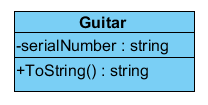 Guitar
-serialNumber : string
+ToString() : string